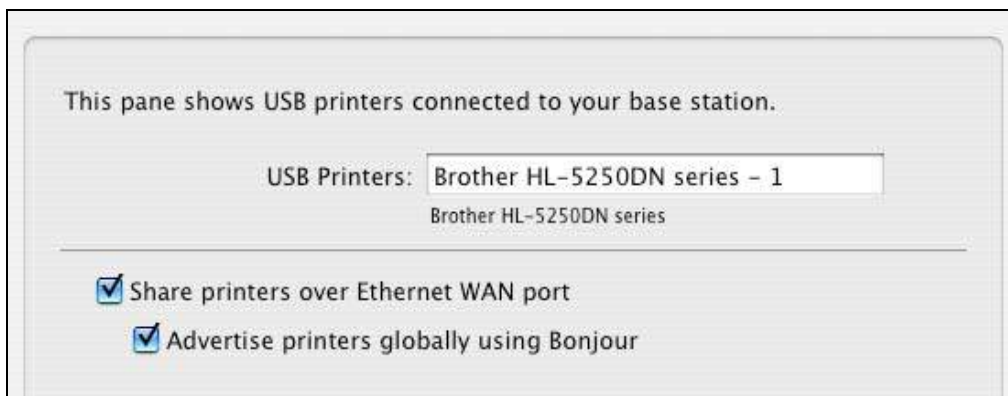 This pane shows USB printers connected to your base station.
USB Printers: Brother HL-5250DN series - 1
Brother HL-5250DN series
Share printers over Ethernet WAN port
Advertise printers globally using Bonjour